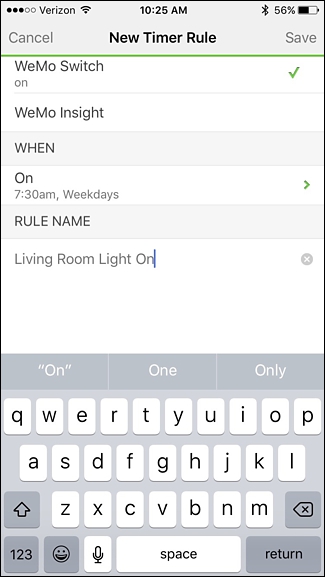 Verizon 10:25 AM 56%
Cancel New Timer Rule Save
WeMo Switch
on
WeMo Insight
WHEN
On
7:30am, Weekdays
RULE NAME
Living Room Light On
“On” One Only
q w e r t y u i o p
a s d f g h j k l
z x c v b n m
123 space return